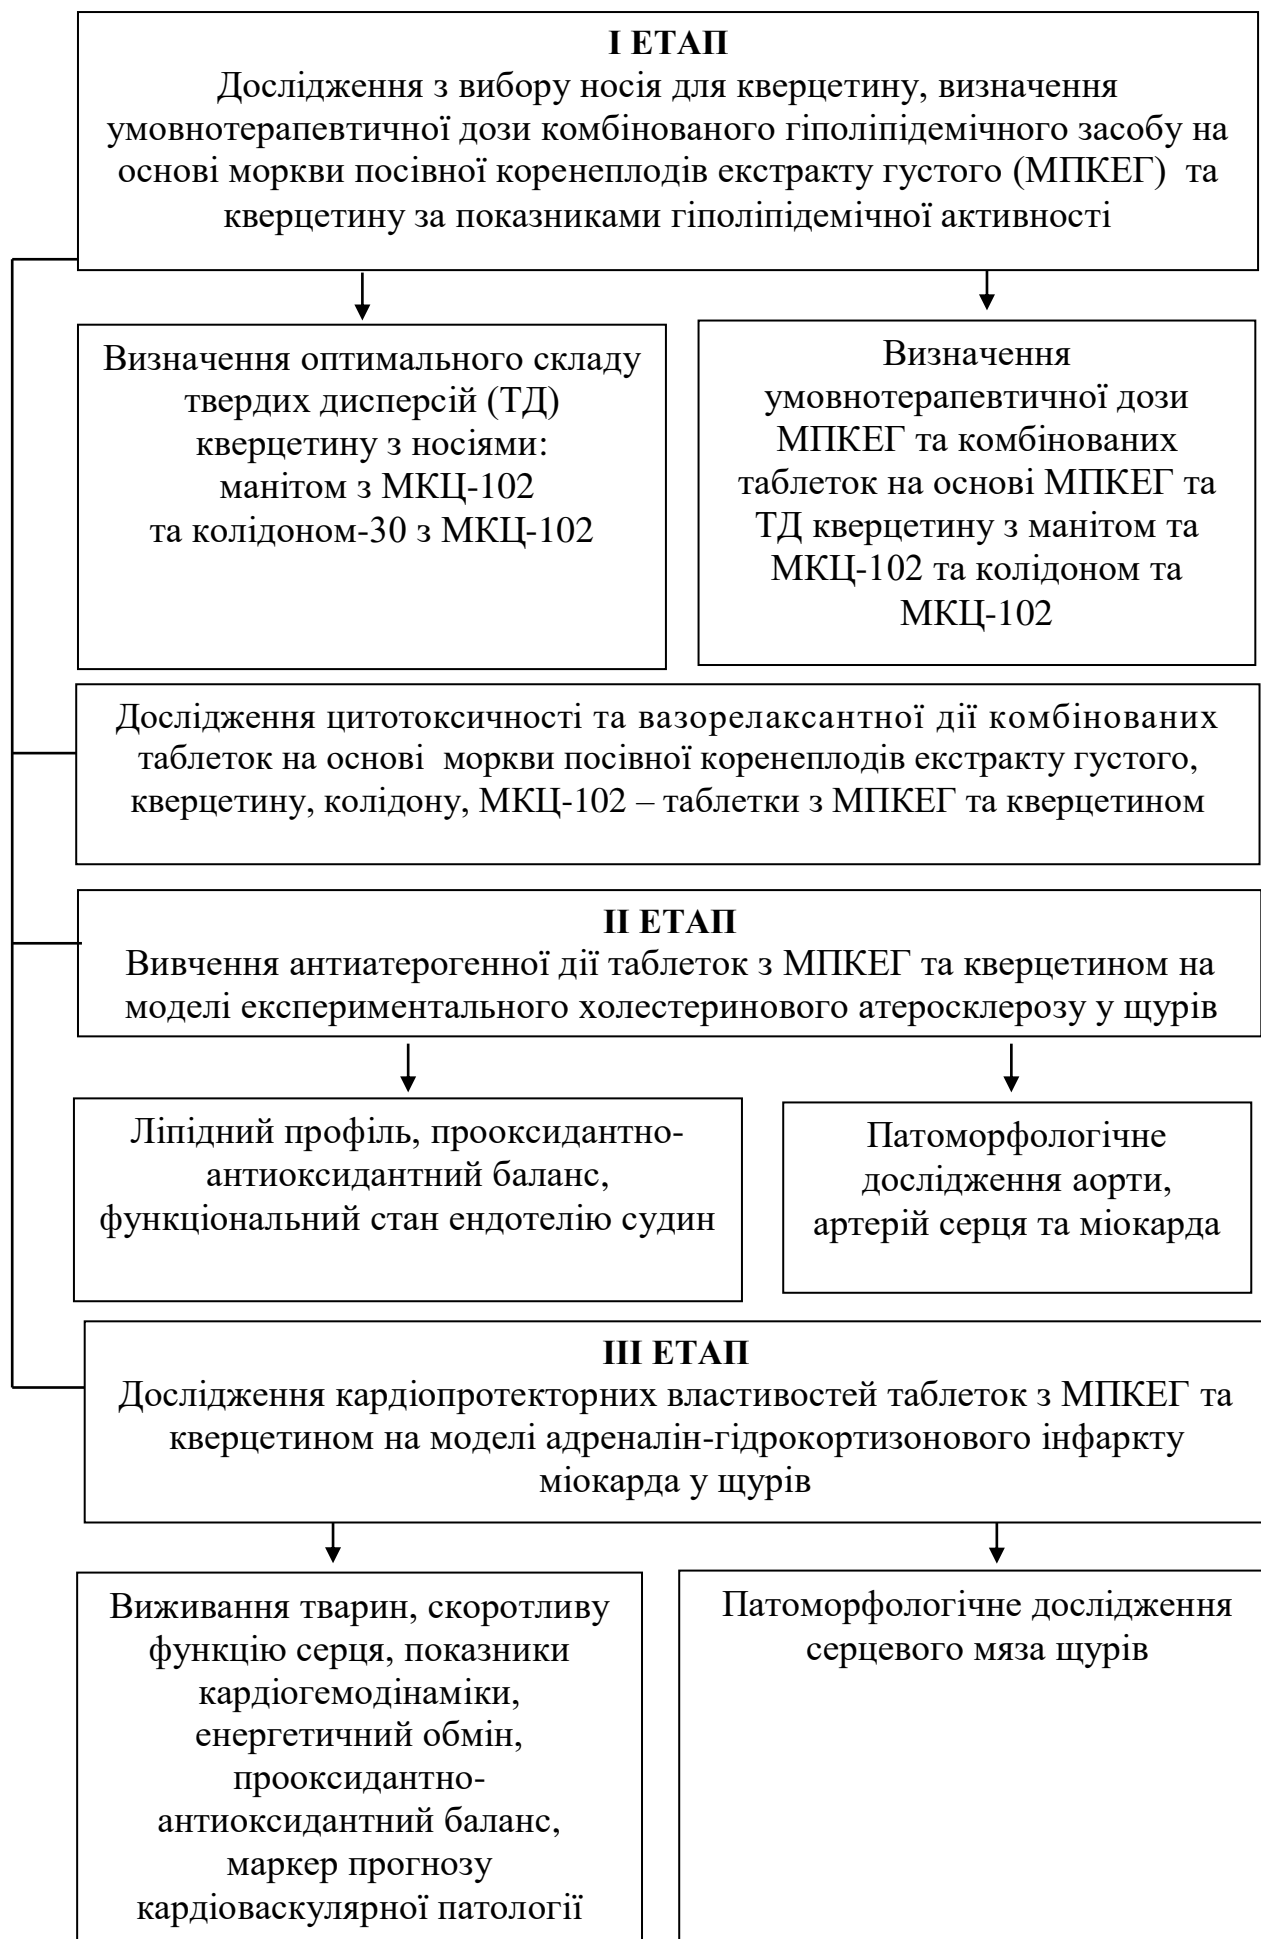 І ЕТАП
Дослідження з вибору носія для кверцетину, визначення
умовнотерапевтичної дози комбінованого гіполіпідемічного засобу на
основі моркви посівної коренеплодів екстракту густого (МПКЕГ) та
кверцетину за показниками гіполіпідемічної активності
Визначення оптимального складу
твердих дисперсій (ТД)
кверцетину з носіями:
манітом з МКЦ-102
та колідоном-30 з МКЦ-102
Визначення
умовнотерапевтичної дози
МПКЕГ та комбінованих
таблеток на основі МПКЕГ та
ТД кверцетину з манітом та
МКЦ-102 та колідоном та
МКЦ-102
Дослідження цитотоксичності та вазорелаксантної дії комбінованих
таблеток на основі моркви посівної коренеплодів екстракту густого,
кверцетину, колідону, МКЦ-102 – таблетки з МПКЕГ та кверцетином
ІІ ЕТАП
Вивчення антиатерогенної дії таблеток з МПКЕГ та кверцетином на
моделі експериментального холестеринового атеросклерозу у щурів
Ліпідний профіль, прооксидантно-
антиоксидантний баланс,
функціональний стан ендотелію судин
Патоморфологічне
дослідження аорти,
артерій серця та міокарда
ІІІ ЕТАП
Дослідження кардіопротекторних властивостей таблеток з МПКЕГ та
кверцетином на моделі адреналін-гідрокортизонового інфаркту
міокарда у щурів
Виживання тварин, скоротливу
функцію серця, показники
кардіогемодінаміки,
енергетичний обмін,
прооксидантно-
антиоксидантний баланс,
маркер прогнозу
кардіоваскулярної патології
Патоморфологічне дослідження
серцевого мяза щурів